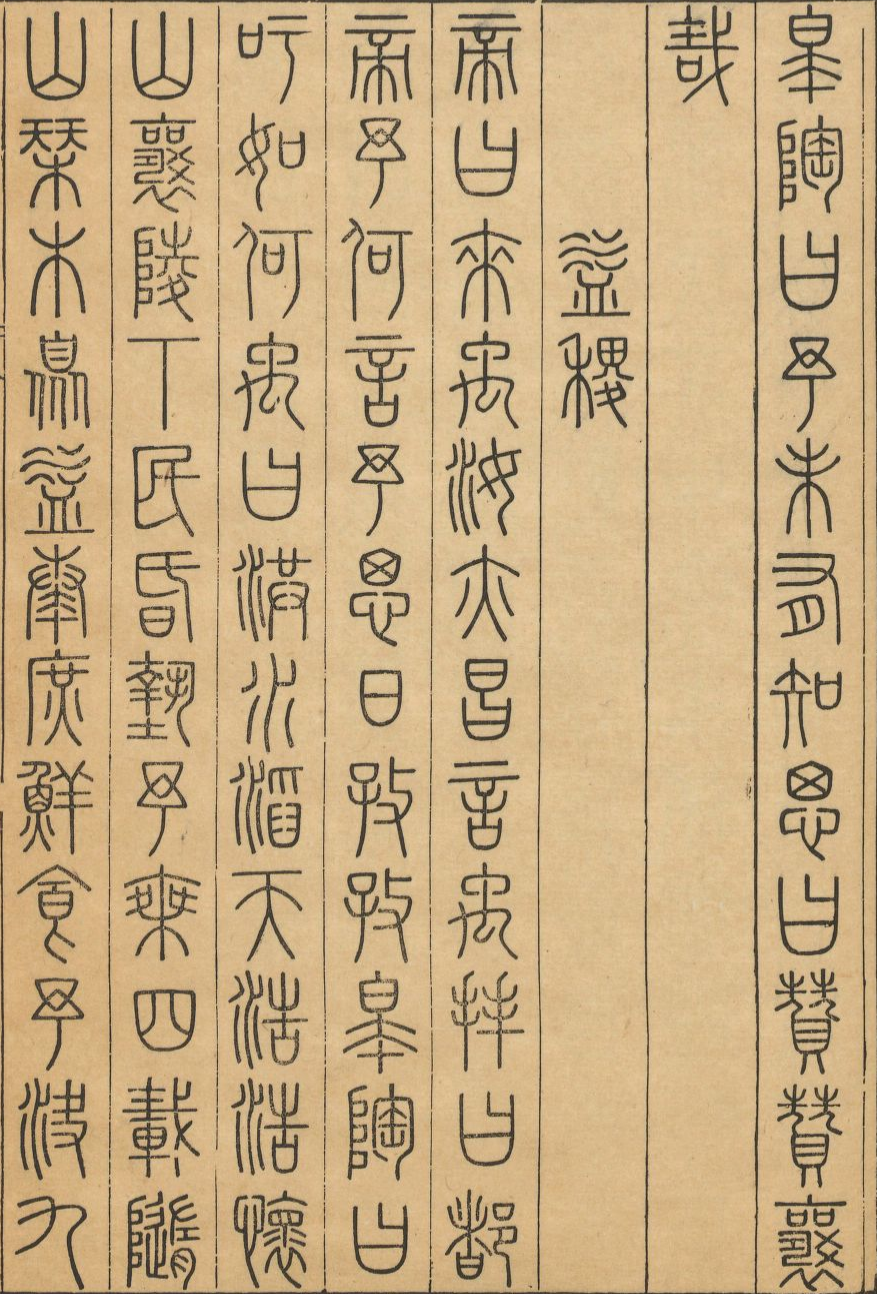 皋陶曰予未有知思曰贊贊襄
哉
益稷
帝曰來禹汝亦昌言禹拜曰都
帝予何言予思日孜孜皋陶曰
吁如何禹曰洪水滔天浩浩懷
山襄陵下民昏墊予乘四載隨
山栞木暨益奏庶鮮食予決九